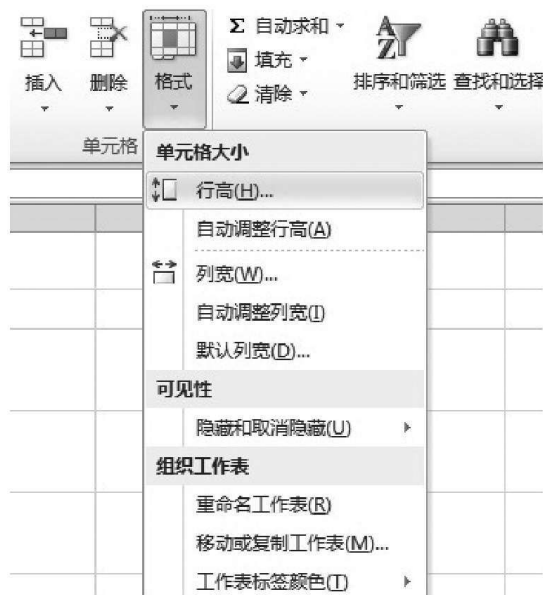 Σ 自动求和
插入 删除 格式 填充 排序和筛选 查找和选择
清除
单元格
单元格大小
行高(H)...
自动调整行高(A)
列宽(W)...
自动调整列宽(I)
默认列宽(D)...
可见性
隐藏和取消隐藏(U)
组织工作表
重命名工作表(R)
移动或复制工作表(M)...
工作表标签颜色(T)